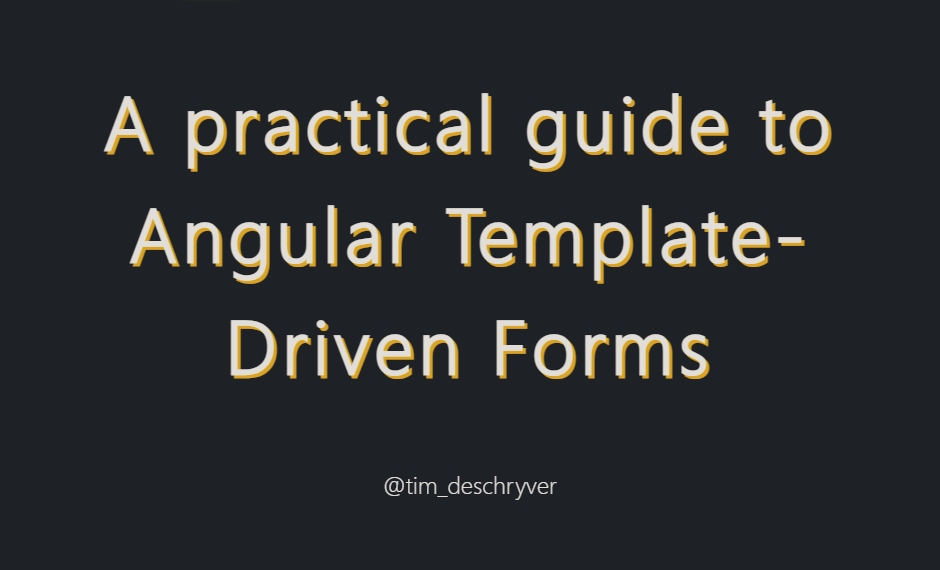 A practical guide to
Angular Template-
Driven Forms
@tim_deschryver